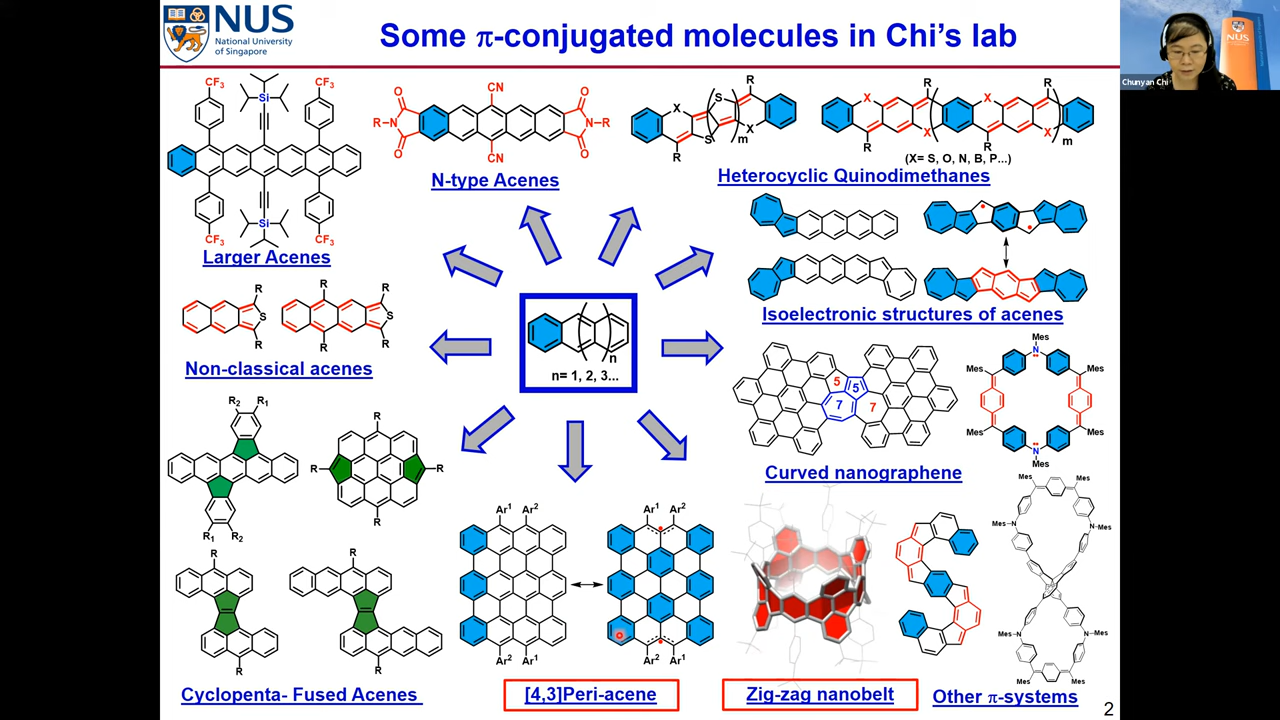 NUS
National University
of Singapore
Some π-conjugated molecules in Chi's lab
NUS
Chunyan Chi
CF3
CF3
Si
Si
CF3
CF3
Larger Acenes
O
CN
O
R-N
N-R
O
CN
O
N-type Acenes
R
X
S
S
X
m
R
R
R
X
X
X
X
m
R
R
(X= S, O, N, B, P...)
Heterocyclic Quinodimethanes
Isoelectronic structures of acenes
R
S
R
R
R
S
R
R
Non-classical acenes
n
n= 1, 2, 3...
5
5
7
7
Curved nanograph​ene
Mes
N
Mes
Mes
Mes
Mes
N
Mes
R2
R1
R1
R2
R
R
R
R
R
R
R
R
Cyclopenta- Fused Acenes
Ar1
Ar2
Ar2
Ar1
Ar1
Ar2
Ar2
Ar1
[4,3]Peri-acene
Zig-zag nanobelt
Mes
Mes
Mes
N
N
Mes
Mes
N
N
Mes
Mes
Mes
Other π-systems
2